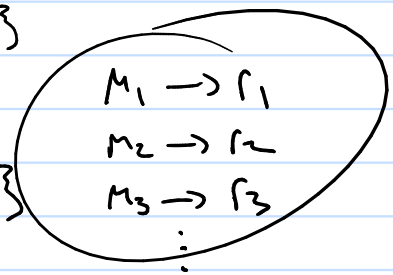 }
M₁ → r₁
M₂ → r₂
}
M₃ → r₃
⋮